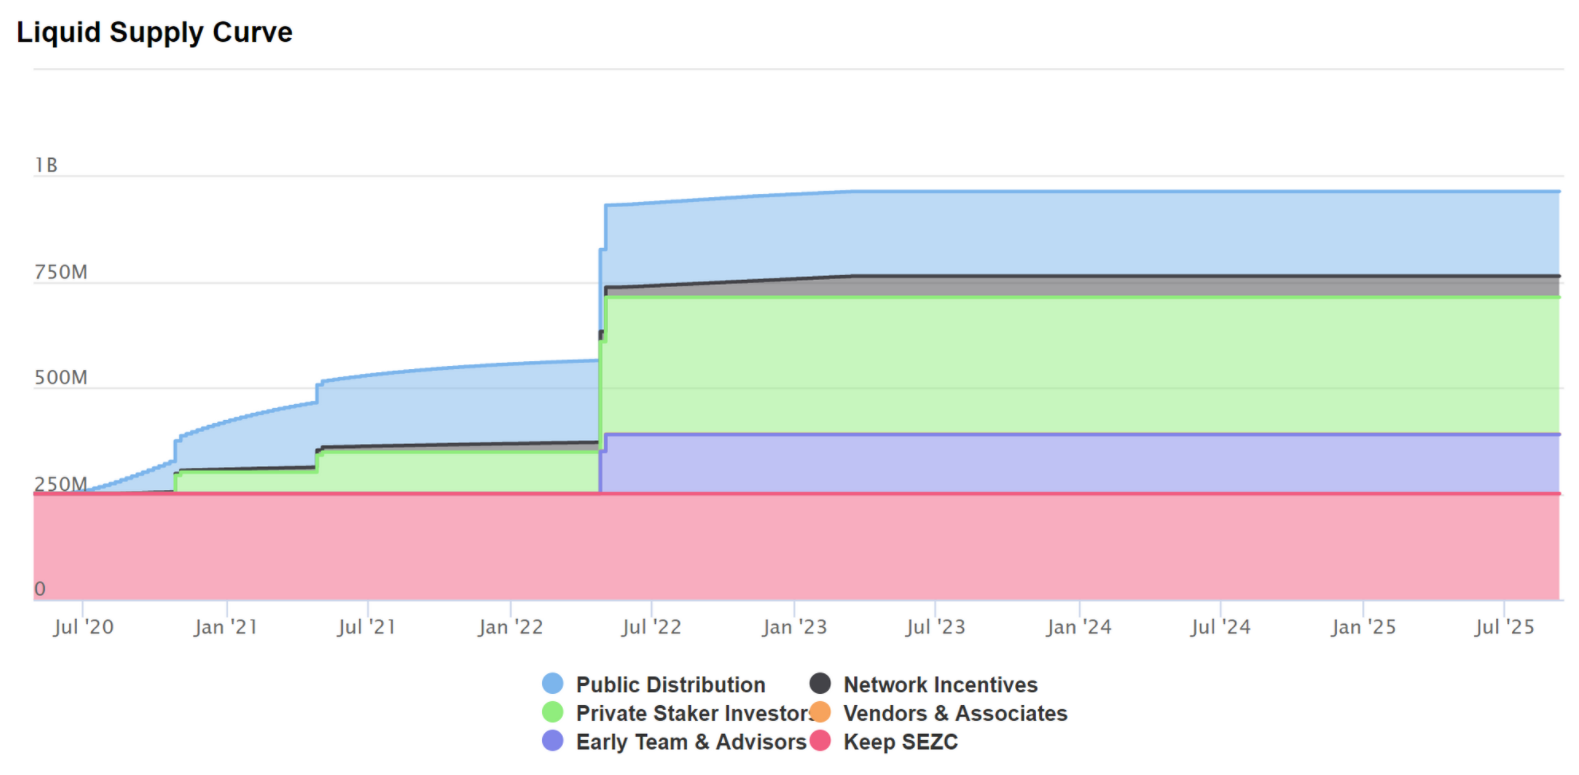 Liquid Supply Curve
1B
750M
500M
250M
0
Jul '20 Jan '21 Jul '21 Jan '22 Jul '22 Jan '23 Jul '23 Jan '24 Jul '24 Jan '25 Jul '25
Public Distribution Network Incentives
Private Staker Investors Vendors & Associates
Early Team & Advisors Keep SEZC